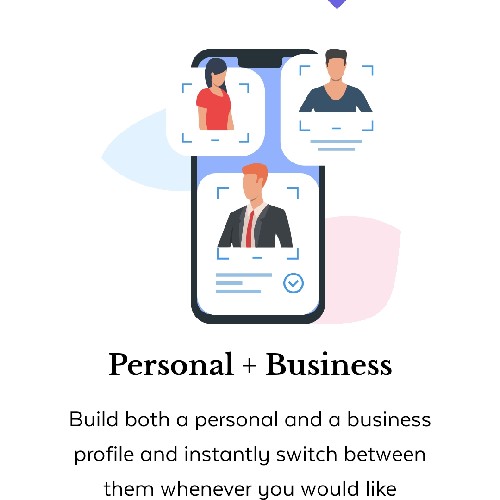 Personal + Business
Build both a personal and a business
profile and instantly switch between
them whenever you would like